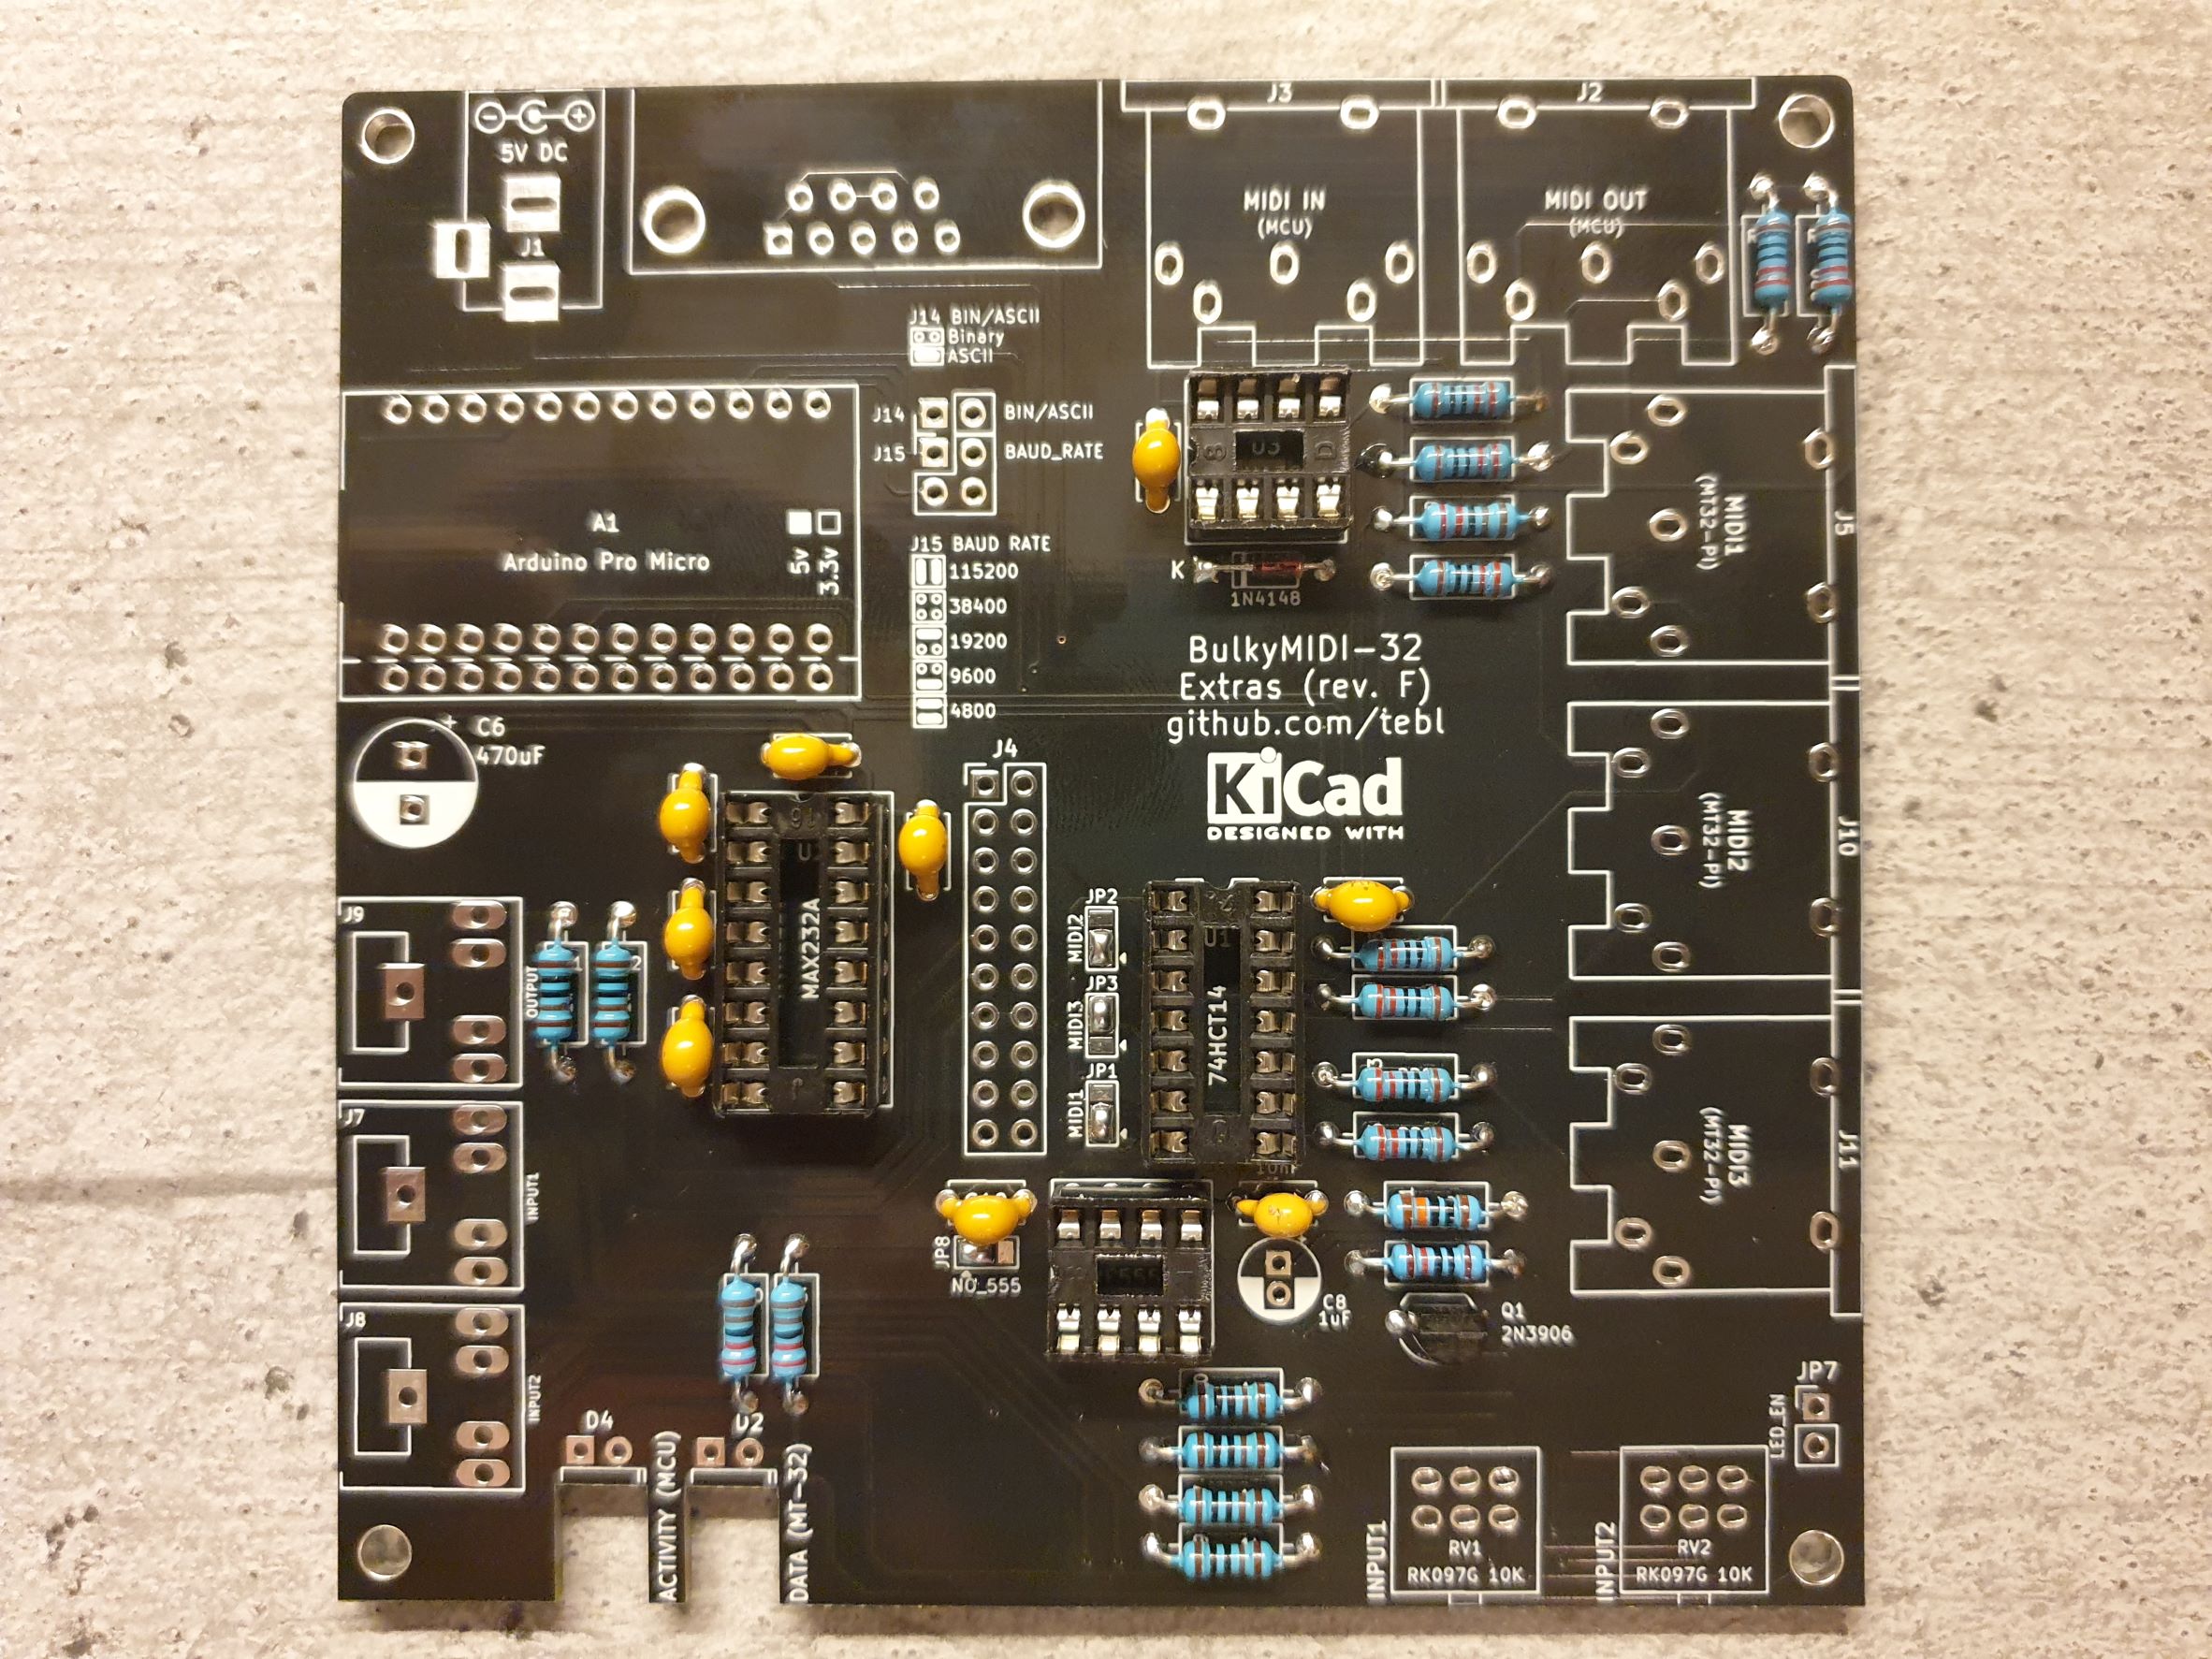 5V DC
J1
J3
J2
MIDI IN
(MCU)
MIDI OUT
(MCU)
J14 BIN/ASCII
Binary
ASCII
J14
BIN/ASCII
J15
BAUD_RATE
A1
Arduino Pro Micro
5v
3.3v
J15 BAUD RATE
115200
38400
19200
9600
4800
U3
K
1N4148
MIDI1
(MT32-PI)
J5
BulkyMIDI-32
Extras (rev. F)
github.com/tebl
KiCad
DESIGNED WITH
C6
470uF
J4
MAX232A
MIDI2
(MT32-PI)
J10
JP2
MIDI2
JP3
MIDI3
JP1
MIDI1
U1
74HCT14
J9
OUTPUT
J7
INPUT1
J8
INPUT2
MIDI3
(MT32-PI)
J11
JP8
NO_555
C8
1uF
Q1
2N3906
D4
D2
ACTIVITY (MCU)
DATA (MT-32)
JP7
LED_EN
INPUT1
RV1
RK097G 10K
INPUT2
RV2
RK097G 10K